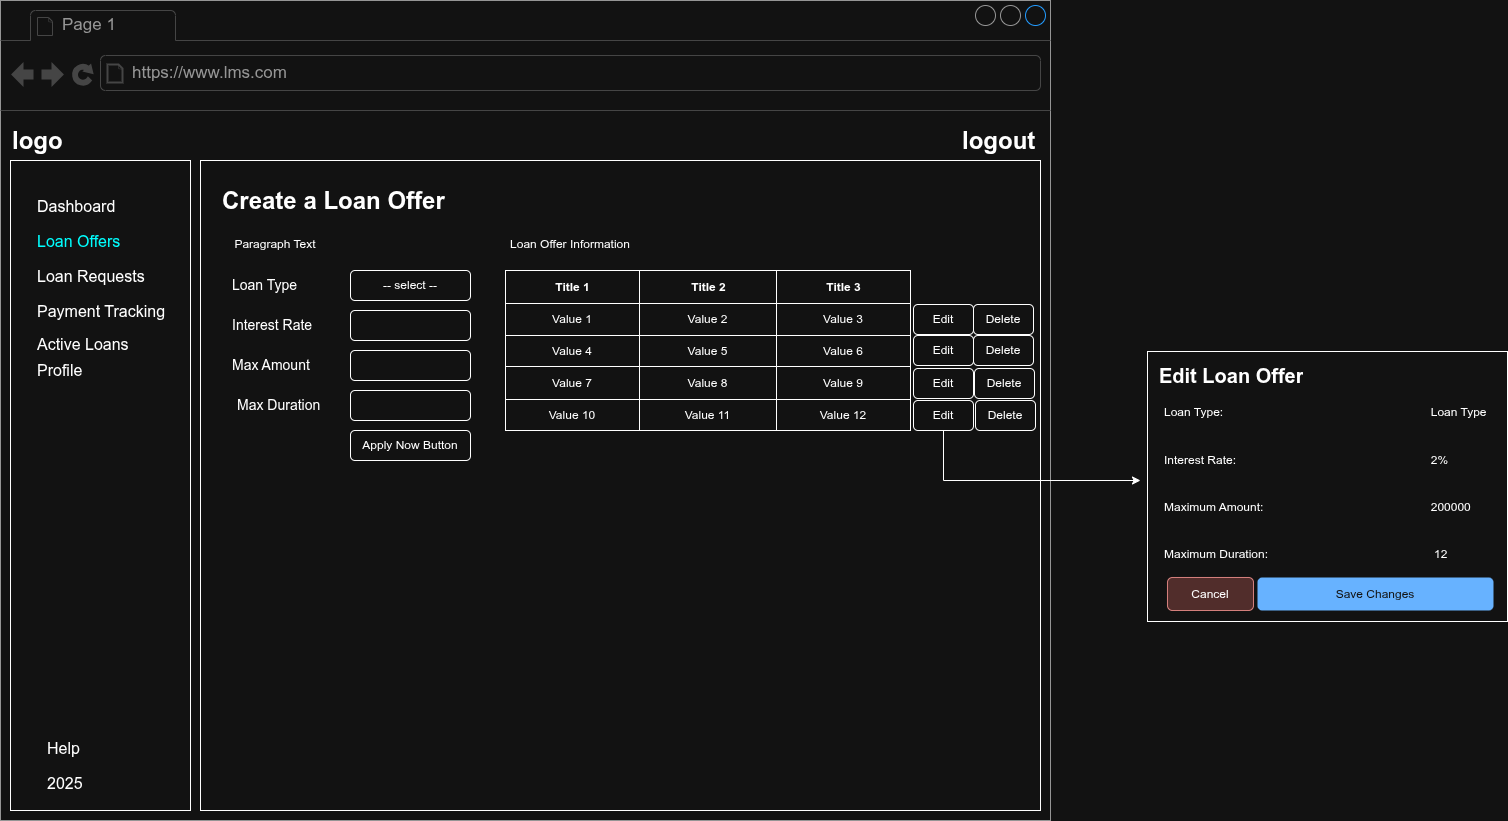 Page 1
https://www.lms.com
logo
logout
Dashboard
Loan Offers
Loan Requests
Payment Tracking
Active Loans
Profile
Help
2025
Create a Loan Offer
Paragraph Text
Loan Type
-- select --
Interest Rate
Max Amount
Max Duration
Apply Now Button
Loan Offer Information
Title 1 Title 2 Title 3
Value 1 Value 2 Value 3 Edit Delete
Value 4 Value 5 Value 6 Edit Delete
Value 7 Value 8 Value 9 Edit Delete
Value 10 Value 11 Value 12 Edit Delete
Edit Loan Offer
Loan Type: Loan Type
Interest Rate: 2%
Maximum Amount: 200000
Maximum Duration: 12
Cancel Save Changes